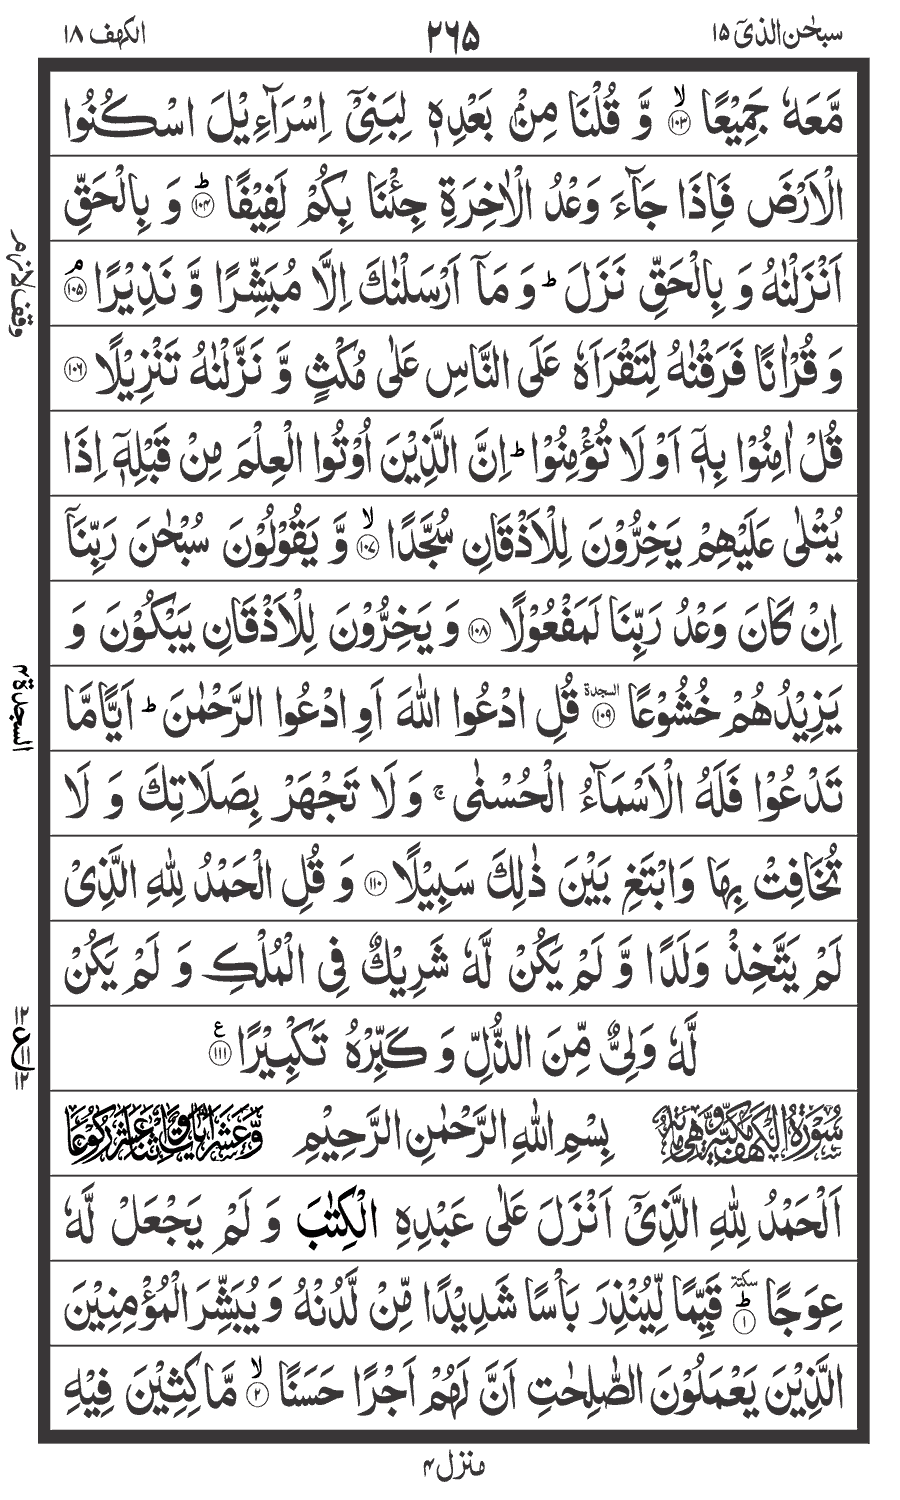 سبحٰن الذیٓ ۱۵
۲۶۵
الکہف ۱۸
مَّعَهٗ جَمِیْعًا ۙ﴿۱۰۳﴾ وَّ قُلْنَا مِنْۢ بَعْدِهٖ لِبَنِیْۤ اِسْرَآءِیْلَ اسْكُنُوا
الْاَرْضَ فَاِذَا جَآءَ وَعْدُ الْاٰخِرَةِ جِئْنَا بِكُمْ لَفِیْفًا ؕ﴿۱۰۴﴾ وَ بِالْحَقِّ
اَنْزَلْنٰهُ وَ بِالْحَقِّ نَزَلَ ؕ وَ مَاۤ اَرْسَلْنٰكَ اِلَّا مُبَشِّرًا وَّ نَذِیْرًا ۘ﴿۱۰۵﴾
وقف لازم
وَ قُرْاٰنًا فَرَقْنٰهُ لِتَقْرَاَهٗ عَلَی النَّاسِ عَلٰی مُكْثٍ وَّ نَزَّلْنٰهُ تَنْزِیْلًا ﴿۱۰۶﴾
قُلْ اٰمِنُوْا بِهٖۤ اَوْ لَا تُؤْمِنُوْا ؕ اِنَّ الَّذِیْنَ اُوْتُوا الْعِلْمَ مِنْ قَبْلِهٖۤ اِذَا
یُتْلٰی عَلَیْهِمْ یَخِرُّوْنَ لِلْاَذْقَانِ سُجَّدًا ۙ﴿۱۰۷﴾ وَّ یَقُوْلُوْنَ سُبْحٰنَ رَبِّنَاۤ
اِنْ كَانَ وَعْدُ رَبِّنَا لَمَفْعُوْلًا ﴿۱۰۸﴾ وَ یَخِرُّوْنَ لِلْاَذْقَانِ یَبْكُوْنَ وَ
یَزِیْدُهُمْ خُشُوْعًا السجدة ﴿۱۰۹﴾ قُلِ ادْعُوا اللّٰهَ اَوِ ادْعُوا الرَّحْمٰنَ ؕ اَیًّامَّا
السجدة ۴
تَدْعُوْا فَلَهُ الْاَسْمَآءُ الْحُسْنٰی ۚ وَ لَا تَجْهَرْ بِصَلَاتِكَ وَ لَا
تُخَافِتْ بِهَا وَ ابْتَغِ بَیْنَ ذٰلِكَ سَبِیْلًا ﴿۱۱۰﴾ وَ قُلِ الْحَمْدُ لِلّٰهِ الَّذِیْ
لَمْ یَتَّخِذْ وَلَدًا وَّ لَمْ یَكُنْ لَّهٗ شَرِیْكٌ فِی الْمُلْكِ وَ لَمْ یَكُنْ
لَّهٗ وَلِیٌّ مِّنَ الذُّلِّ وَ كَبِّرْهُ تَكْبِیْرًا ﴿۱۱۱﴾ ع
سُوْرَةُ الْكَهْفِ مَكِّیَّةٌ وَّهِیَ مِائَةٌ بِسْمِ اللّٰهِ الرَّحْمٰنِ الرَّحِیْمِ وَّعَشْرُ اٰیَاتٍ وَّاثْنَا عَشَرَ رُكُوْعًا
اَلْحَمْدُ لِلّٰهِ الَّذِیْۤ اَنْزَلَ عَلٰی عَبْدِهِ الْكِتٰبَ وَ لَمْ یَجْعَلْ لَّهٗ
عِوَجًا ؕ سكتة ﴿۱﴾ قَیِّمًا لِّیُنْذِرَ بَاْسًا شَدِیْدًا مِّنْ لَّدُنْهُ وَ یُبَشِّرَ الْمُؤْمِنِیْنَ
الَّذِیْنَ یَعْمَلُوْنَ الصّٰلِحٰتِ اَنَّ لَهُمْ اَجْرًا حَسَنًا ۙ﴿۲﴾ مَّاكِثِیْنَ فِیْهِ
منزل ۴